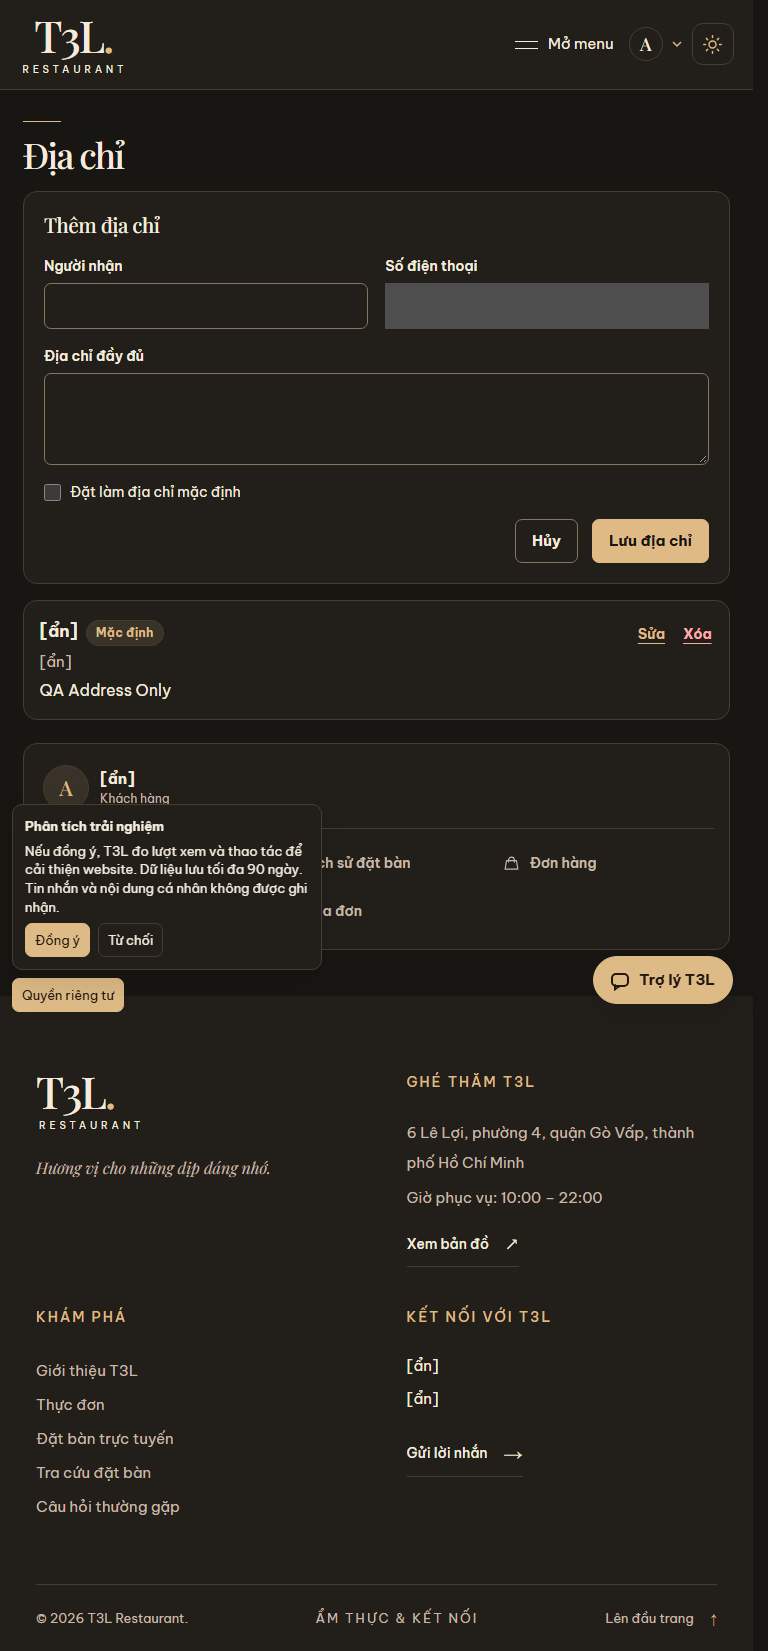 T3L.
RESTAURANT
Mở menu
A
Địa chỉ
Thêm địa chỉ
Người nhận
Số điện thoại
Địa chỉ đầy đủ
Đặt làm địa chỉ mặc định
Hủy
Lưu địa chỉ
[ẩn] Mặc định
Sửa
Xóa
[ẩn]
QA Address Only
A
[ẩn]
Khách hàng
ch sử đặt bàn
Đơn hàng
a đơn
Phân tích trải nghiệm
Nếu đồng ý, T3L đo lượt xem và thao tác để
cải thiện website. Dữ liệu lưu tối đa 90 ngày.
Tin nhắn và nội dung cá nhân không được ghi
nhận.
Đồng ý
Từ chối
Quyền riêng tư
Trợ lý T3L
T3L.
RESTAURANT
Hương vị cho những dịp đáng nhớ.
GHÉ THĂM T3L
6 Lê Lợi, phường 4, quận Gò Vấp, thành
phố Hồ Chí Minh
Giờ phục vụ: 10:00 – 22:00
Xem bản đồ ↗
KHÁM PHÁ
Giới thiệu T3L
Thực đơn
Đặt bàn trực tuyến
Tra cứu đặt bàn
Câu hỏi thường gặp
KẾT NỐI VỚI T3L
[ẩn]
[ẩn]
Gửi lời nhắn →
© 2026 T3L Restaurant.
ẨM THỰC & KẾT NỐI
Lên đầu trang ↑